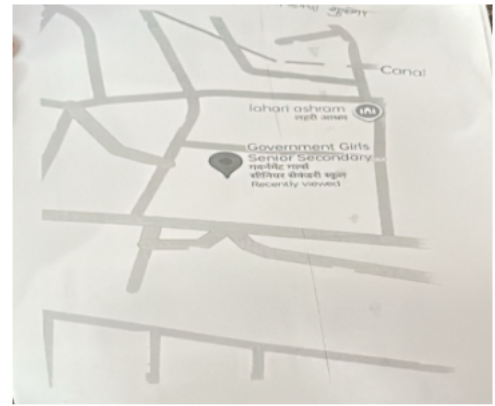 Canal
lahari ashram
लहरी आश्रम
Government Girls
Senior Secondary
गवर्नमेंट गर्ल्स
सीनियर सेकेंडरी स्कूल
Recently viewed